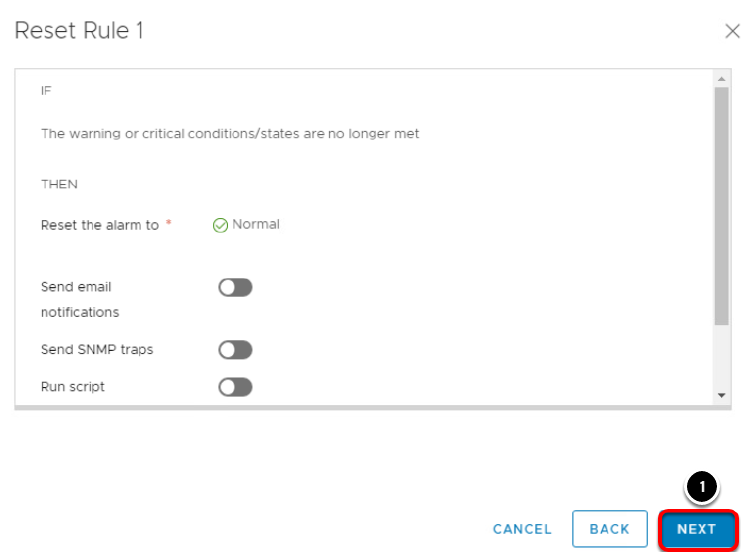 Reset Rule 1
IF
The warning or critical conditions/states are no longer met
THEN
Reset the alarm to * Normal
Send email
notifications
Send SNMP traps
Run script
1
CANCEL BACK NEXT